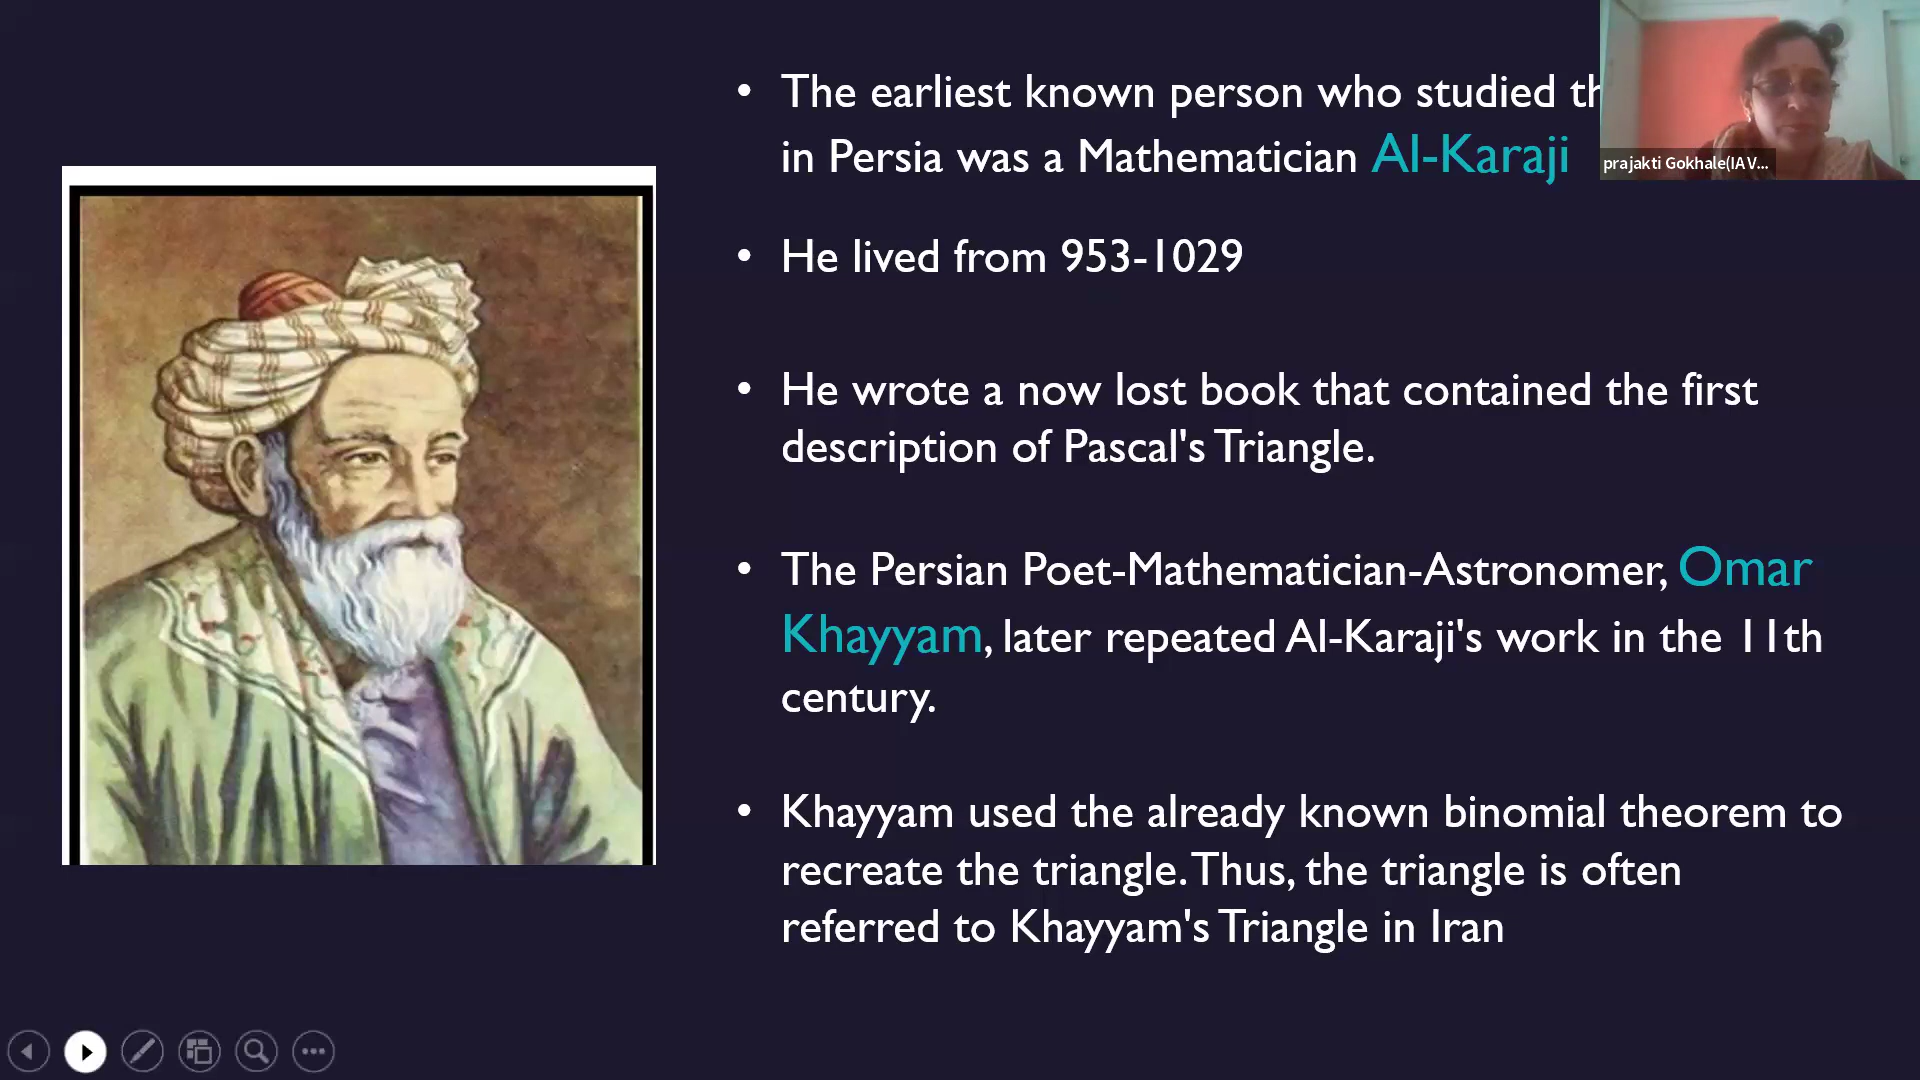 • The earliest known person who studied
in Persia was a Mathematician Al-Karaji
• He lived from 953-1029
• He wrote a now lost book that contained the first
description of Pascal's Triangle.
• The Persian Poet-Mathematician-Astronomer, Omar
Khayyam, later repeated Al-Karaji's work in the 11th
century.
• Khayyam used the already known binomial theorem to
recreate the triangle. Thus, the triangle is often
referred to Khayyam's Triangle in Iran
prajakti Gokhale(IAV...